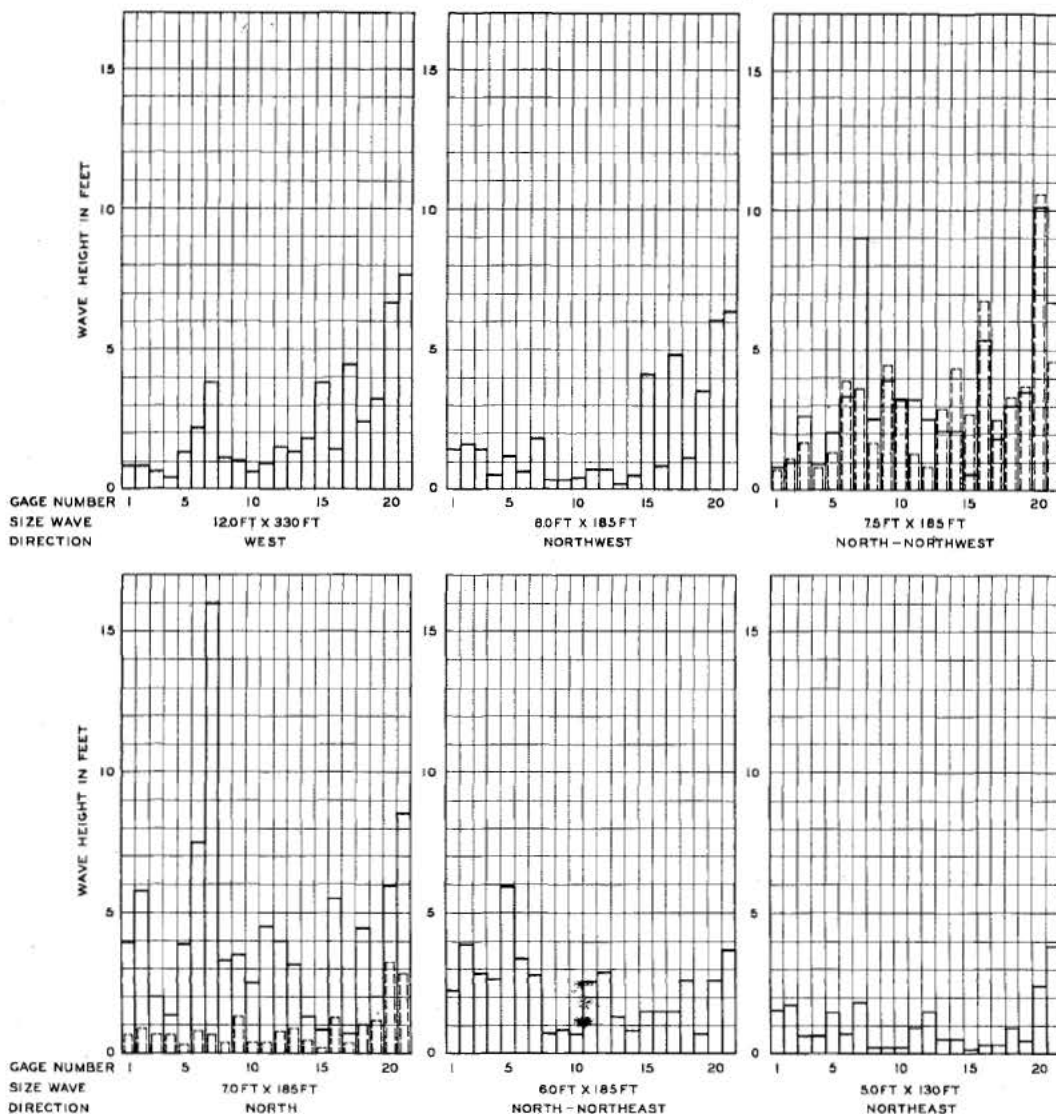 15 15 15
WAVE HEIGHT IN FEET
10 10 10
5 5 5
0 0 0
GAGE NUMBER 1 5 10 15 20 1 5 10 15 20 1 5 10 15 20
SIZE WAVE 12.0 FT X 330 FT 8.0 FT X 185 FT 7.5 FT X 185 FT
DIRECTION WEST NORTHWEST NORTH-NORTHWEST
15 15 15
WAVE HEIGHT IN FEET
10 10 10
5 5 5
0 0 0
GAGE NUMBER 1 5 10 15 20 1 5 10 15 20 1 5 10 15 20
SIZE WAVE 7.0 FT X 185 FT 6.0 FT X 185 FT 5.0 FT X 130 FT
DIRECTION NORTH NORTH-NORTHEAST NORTHEAST